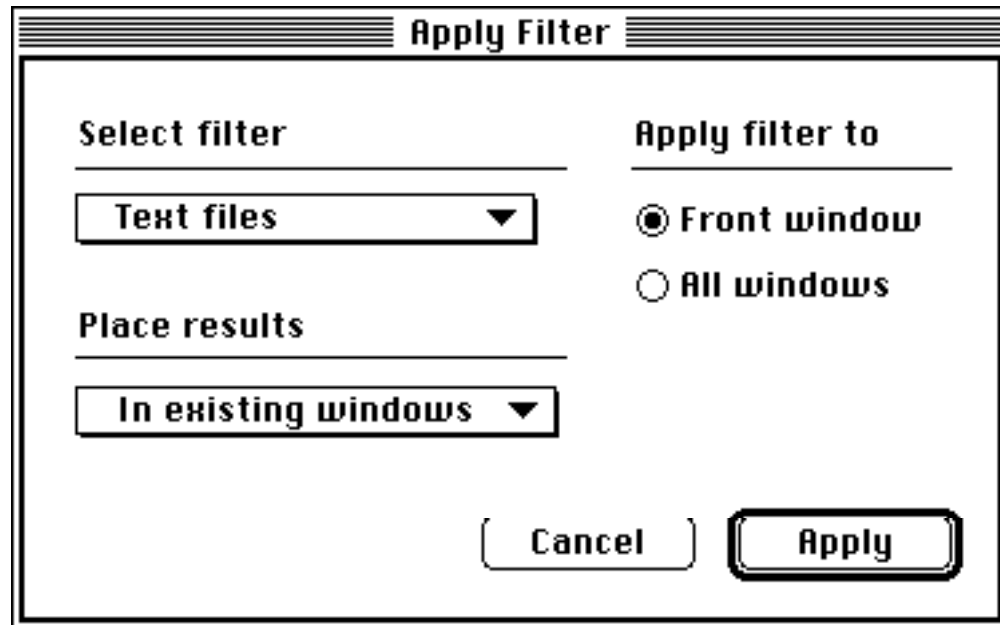 Apply Filter
Select filter
Text files
Place results
In existing windows
Apply filter to
Front window
All windows
Cancel
Apply